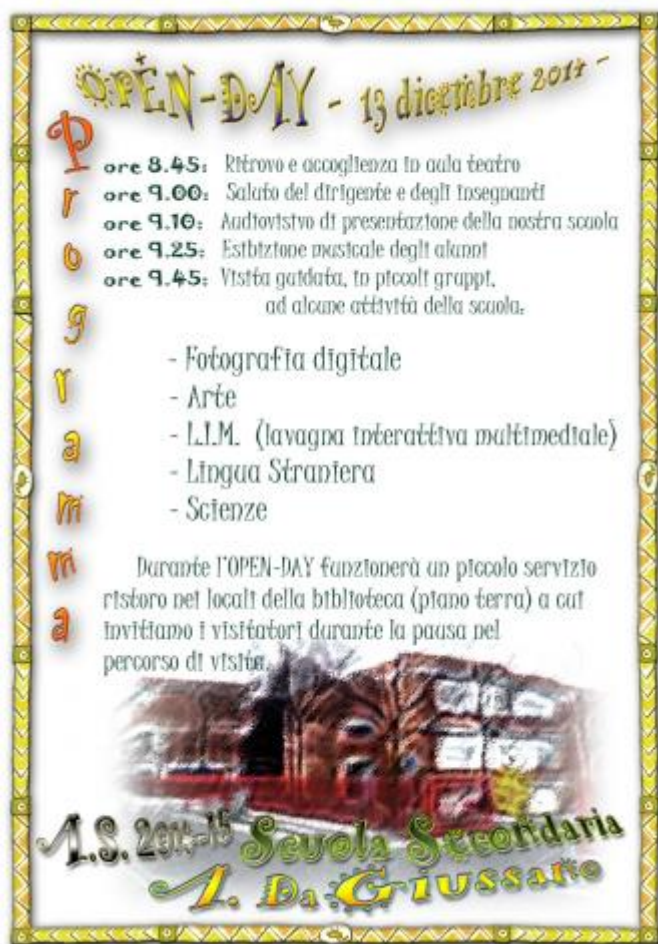 OPEN-DAY - 13 dicembre 2014 -
Programma
ore 8.45: Ritrovo e accoglienza in aula teatro
ore 9.00: Saluto del dirigente e degli insegnanti
ore 9.10: Audiovisivo di presentazione della nostra scuola
ore 9.25: Esibizione musicale degli alunni
ore 9.45: Visita guidata, in piccoli gruppi,
ad alcune attività della scuola:
- Fotografia digitale
- Arte
- L.I.M. (lavagna interattiva multimediale)
- Lingua Straniera
- Scienze
Durante l'OPEN-DAY funzionerà un piccolo servizio
ristoro nei locali della biblioteca (piano terra) a cui
invitiamo i visitatori durante la pausa nel
percorso di visita.
A.S. 2014-15 Scuola Secondaria
A. Da Giussano